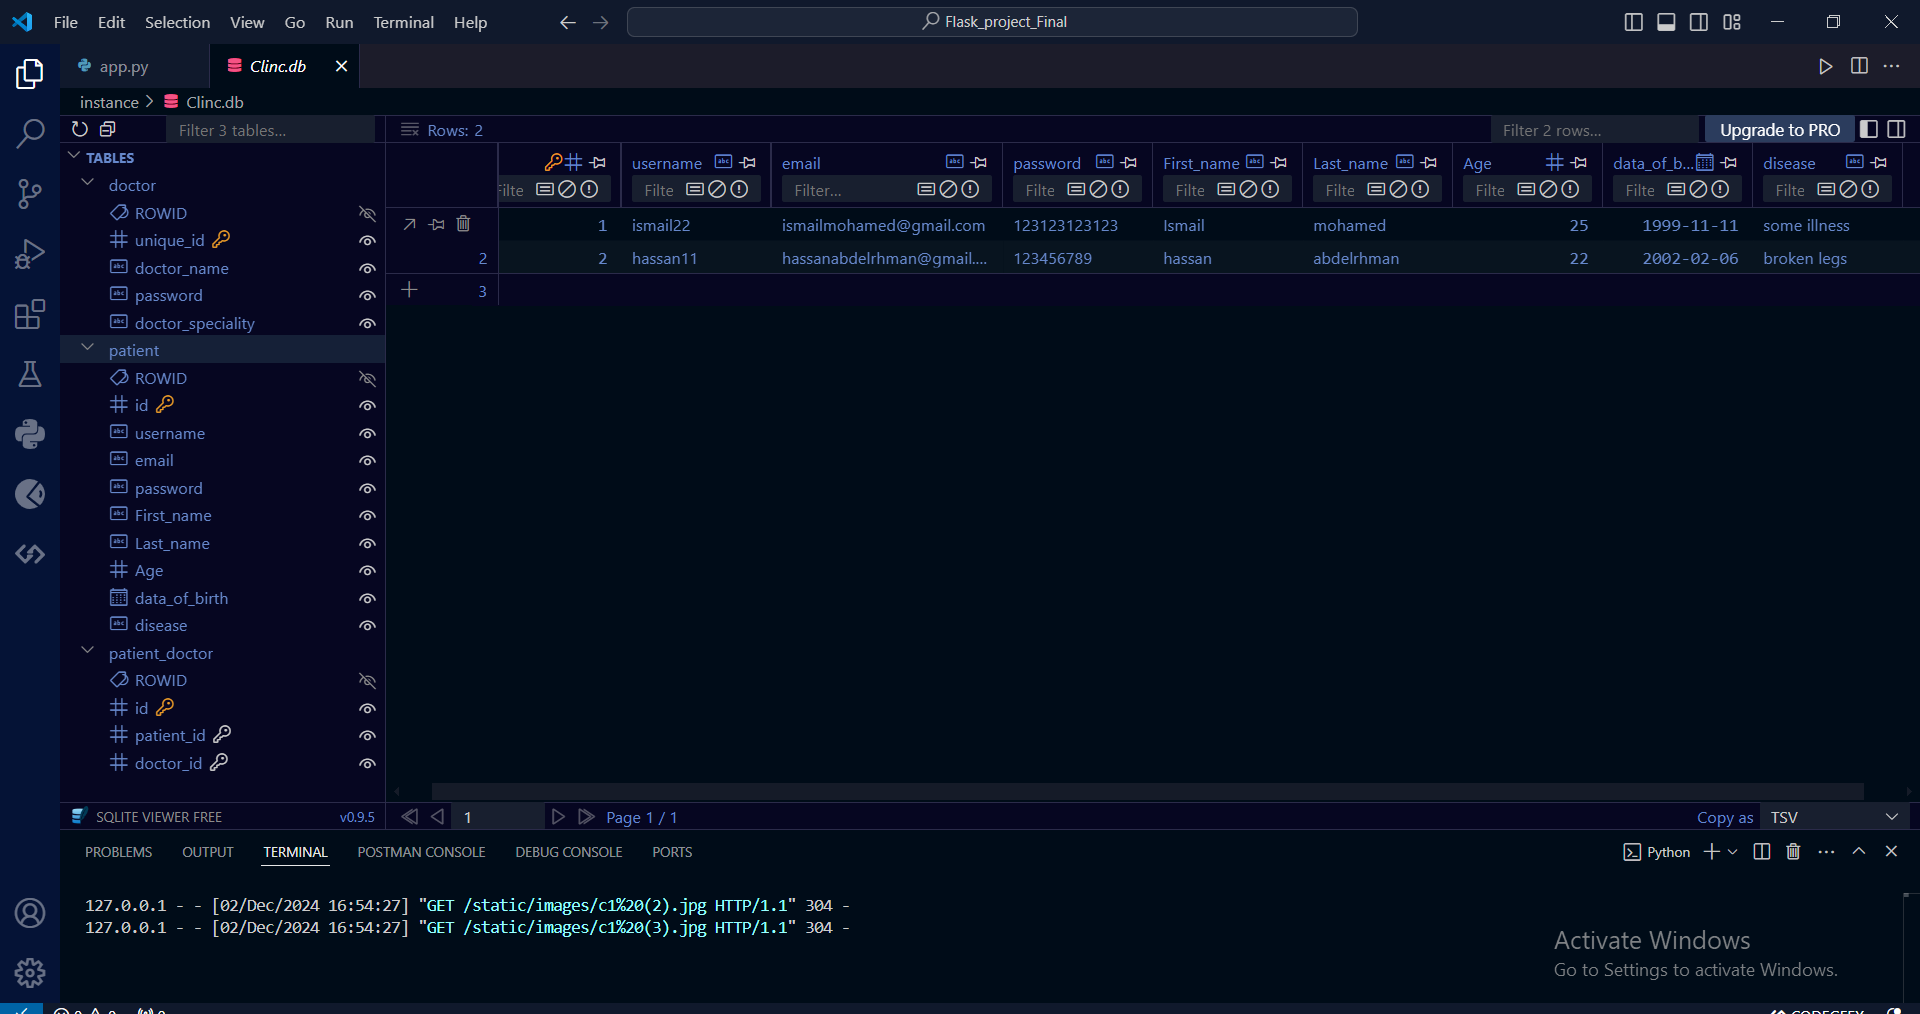 File Edit Selection View Go Run Terminal Help Flask_project_Final
app.py Clinc.db
instance Clinc.db
Filter 3 tables... Rows: 2 Filter 2 rows... Upgrade to PRO
TABLES
doctor
ROWID
unique_id
doctor_name
password
doctor_speciality
patient
ROWID
id
username
email
password
First_name
Last_name
Age
data_of_birth
disease
patient_doctor
ROWID
id
patient_id
doctor_id
SQLITE VIEWER FREE v0.9.5
username email password First_name Last_name Age data_of_b... disease
Filte Filte Filter... Filte Filte Filte Filte Filte Filte
1 ismail22 ismailmohamed@gmail.com 123123123123 Ismail mohamed 25 1999-11-11 some illness
2 2 hassan11 hassanabdelrhman@gmail.... 123456789 hassan abdelrhman 22 2002-02-06 broken legs
3
1 Page 1 / 1 Copy as TSV
PROBLEMS OUTPUT TERMINAL POSTMAN CONSOLE DEBUG CONSOLE PORTS Python
127.0.0.1 - - [02/Dec/2024 16:54:27] "GET /static/images/c1%20(2).jpg HTTP/1.1" 304 -
127.0.0.1 - - [02/Dec/2024 16:54:27] "GET /static/images/c1%20(3).jpg HTTP/1.1" 304 -
Activate Windows
Go to Settings to activate Windows.